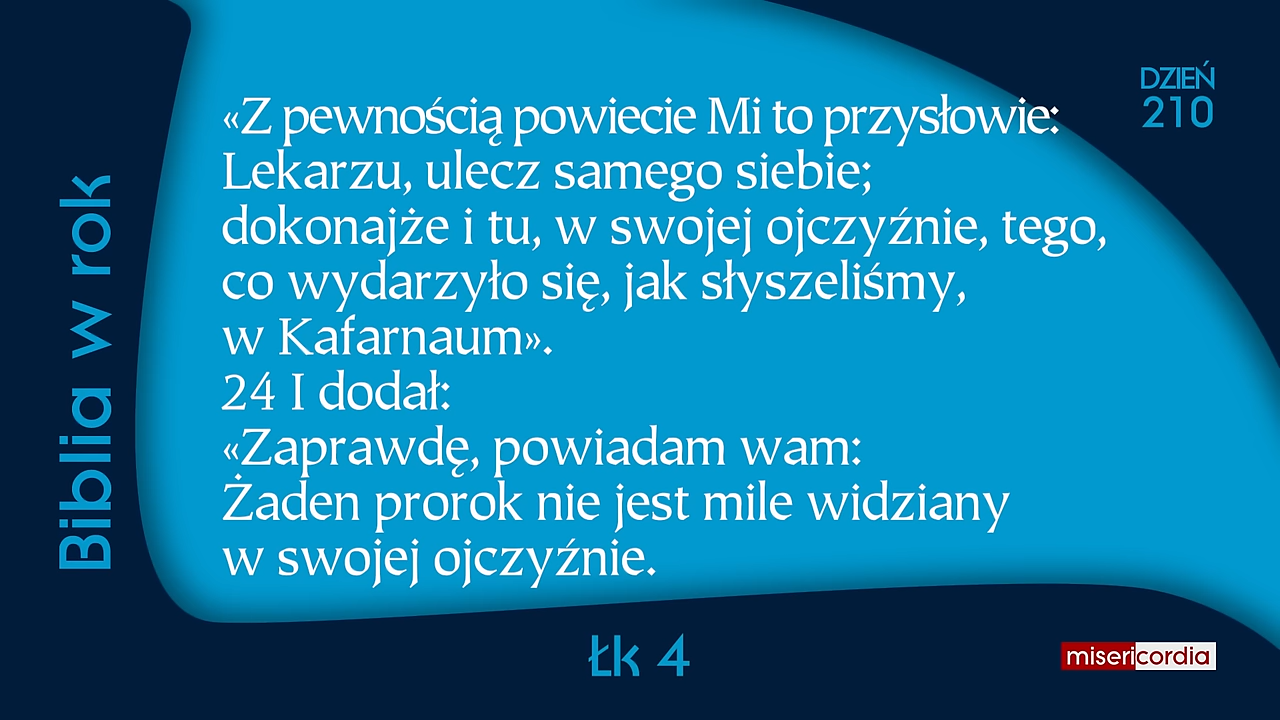 DZIEŃ
210
«Z pewnością powiecie Mi to przysłowie:
Lekarzu, ulecz samego siebie;
dokonajże i tu, w swojej ojczyźnie, tego,
co wydarzyło się, jak słyszeliśmy,
w Kafarnaum».
24 I dodał:
«Zaprawdę, powiadam wam:
Żaden prorok nie jest mile widziany
w swojej ojczyźnie.
Biblia w rok
Łk 4
misericordia